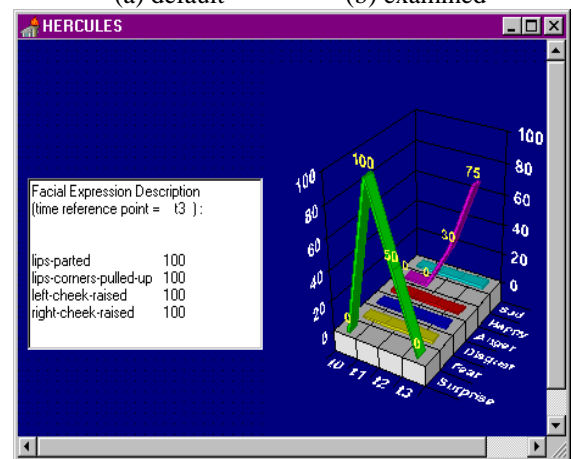 (a) default (b) examined
HERCULES
Facial Expression Description
(time reference point = t3 ) :
lips-parted 100
lips-corners-pulled-up 100
left-cheek-raised 100
right-cheek-raised 100
100
80
60
40
20
0
100
80
60
40
20
0
0
100
50
0
0
0
30
75
t0 t1 t2 t3
Sad
Happy
Anger
Disgust
Fear
Surprise